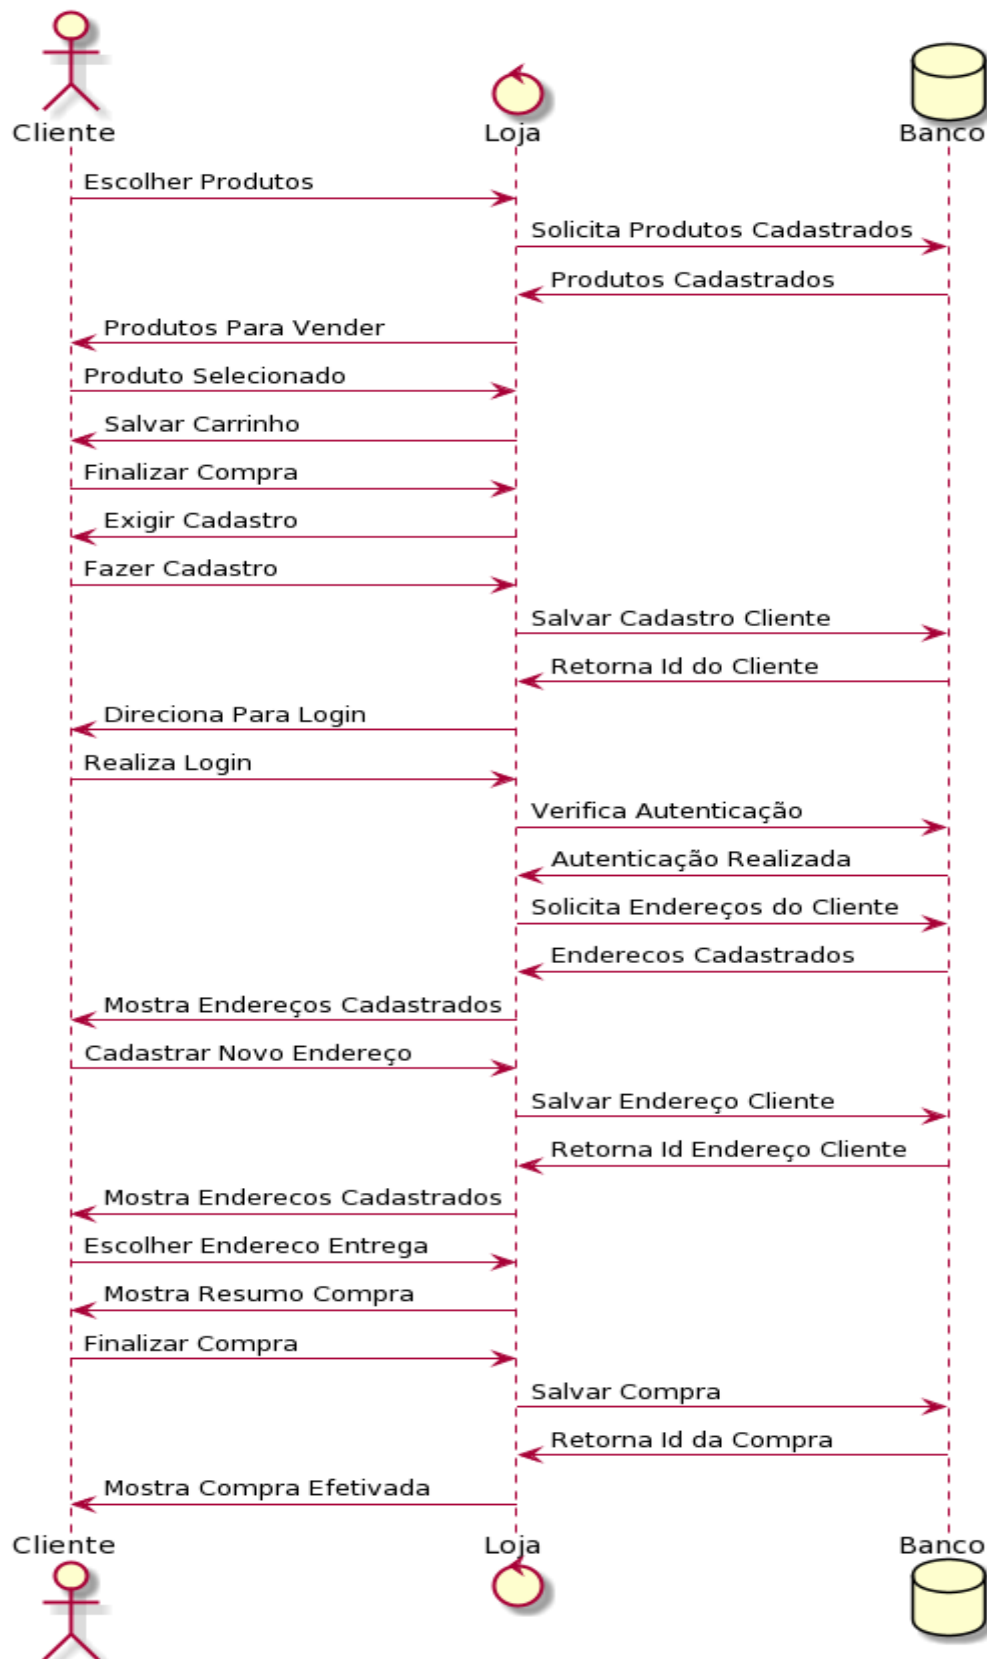 Cliente
Loja
Banco
Escolher Produtos
Solicita Produtos Cadastrados
Produtos Cadastrados
Produtos Para Vender
Produto Selecionado
Salvar Carrinho
Finalizar Compra
Exigir Cadastro
Fazer Cadastro
Salvar Cadastro Cliente
Retorna Id do Cliente
Direciona Para Login
Realiza Login
Verifica Autenticação
Autenticação Realizada
Solicita Endereços do Cliente
Enderecos Cadastrados
Mostra Endereços Cadastrados
Cadastrar Novo Endereço
Salvar Endereço Cliente
Retorna Id Endereço Cliente
Mostra Enderecos Cadastrados
Escolher Endereco Entrega
Mostra Resumo Compra
Finalizar Compra
Salvar Compra
Retorna Id da Compra
Mostra Compra Efetivada
Cliente
Loja
Banco